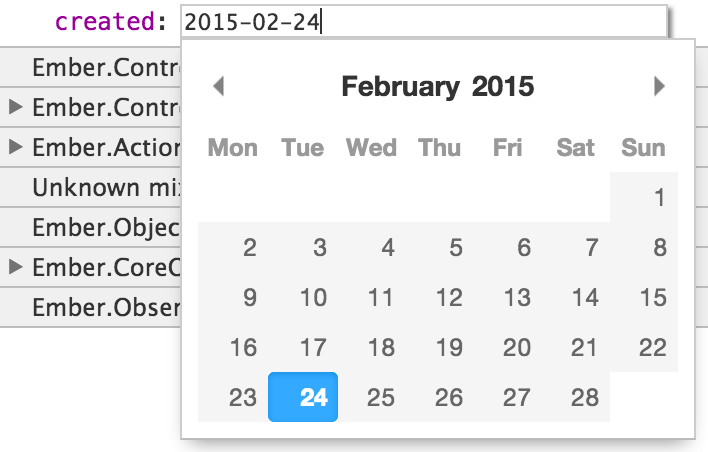 created: 2015-02-24
Ember.Contr
February 2015
Ember.Contr
Ember.Action
Mon Tue Wed Thu Fri Sat Sun
Unknown mi
1
Ember.Objec
2 3 4 5 6 7 8
Ember.CoreO
9 10 11 12 13 14 15
Ember.Obser
16 17 18 19 20 21 22
23 24 25 26 27 28